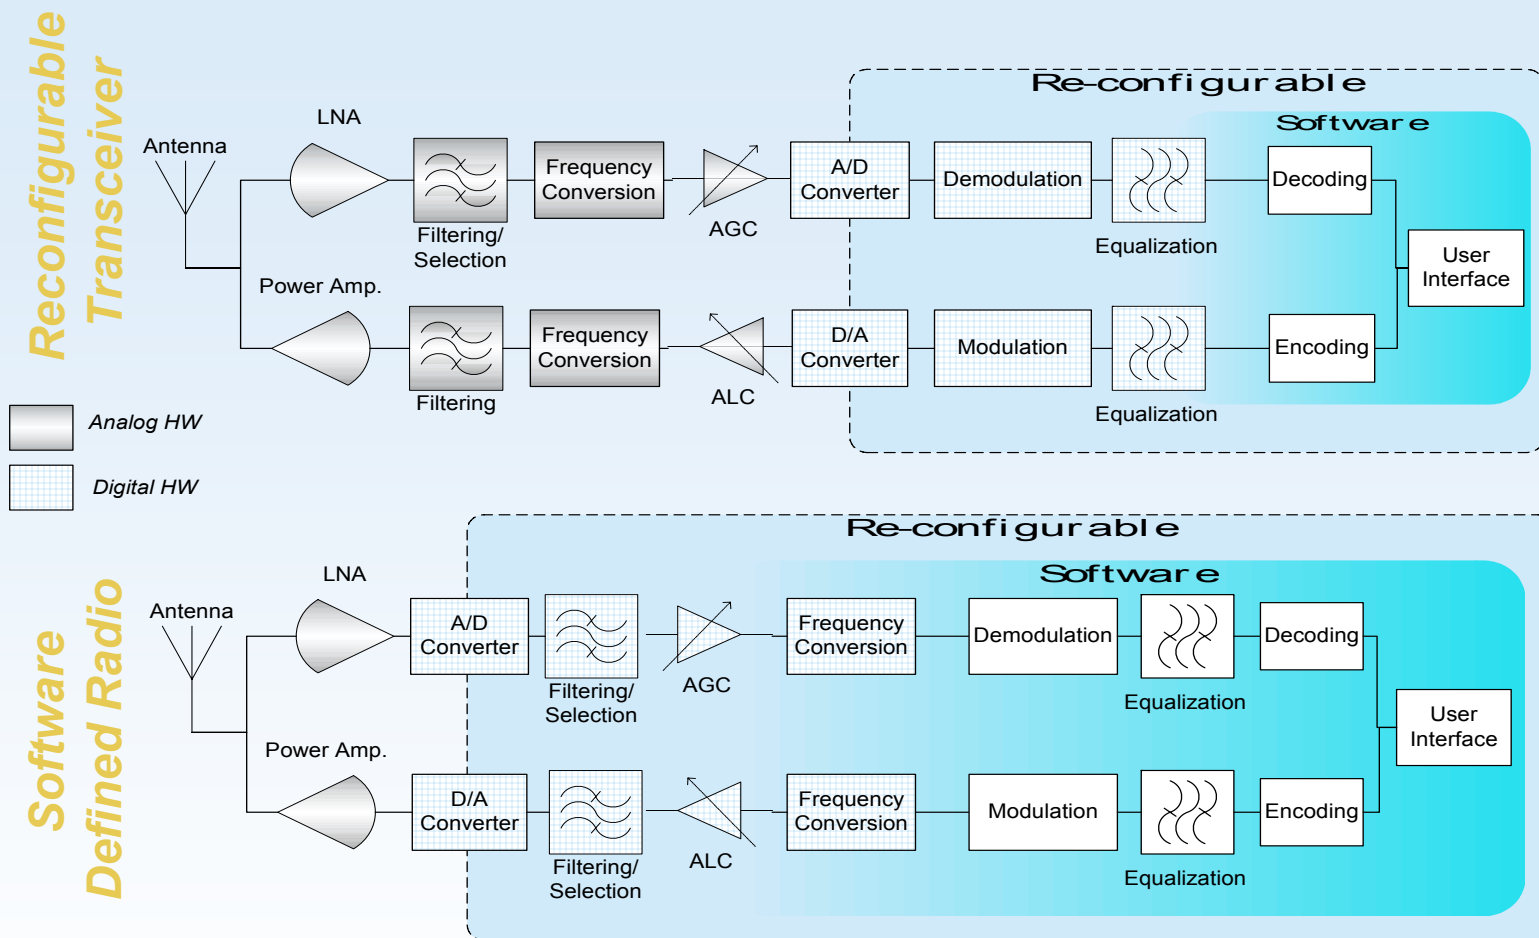 Reconfigurable
Transceiver
Re-configurable
Software
LNA
Antenna
Frequency
Conversion
A/D
Converter
Demodulation
Decoding
Filtering/
Selection
AGC
Equalization
User
Interface
Power Amp.
Frequency
Conversion
D/A
Converter
Modulation
Encoding
Filtering
ALC
Equalization
Analog HW
Digital HW
Software
Defined Radio
Re-configurable
Software
LNA
Antenna
A/D
Converter
Frequency
Conversion
Demodulation
Decoding
Filtering/
Selection
AGC
Equalization
User
Interface
Power Amp.
D/A
Converter
Frequency
Conversion
Modulation
Encoding
Filtering/
Selection
ALC
Equalization